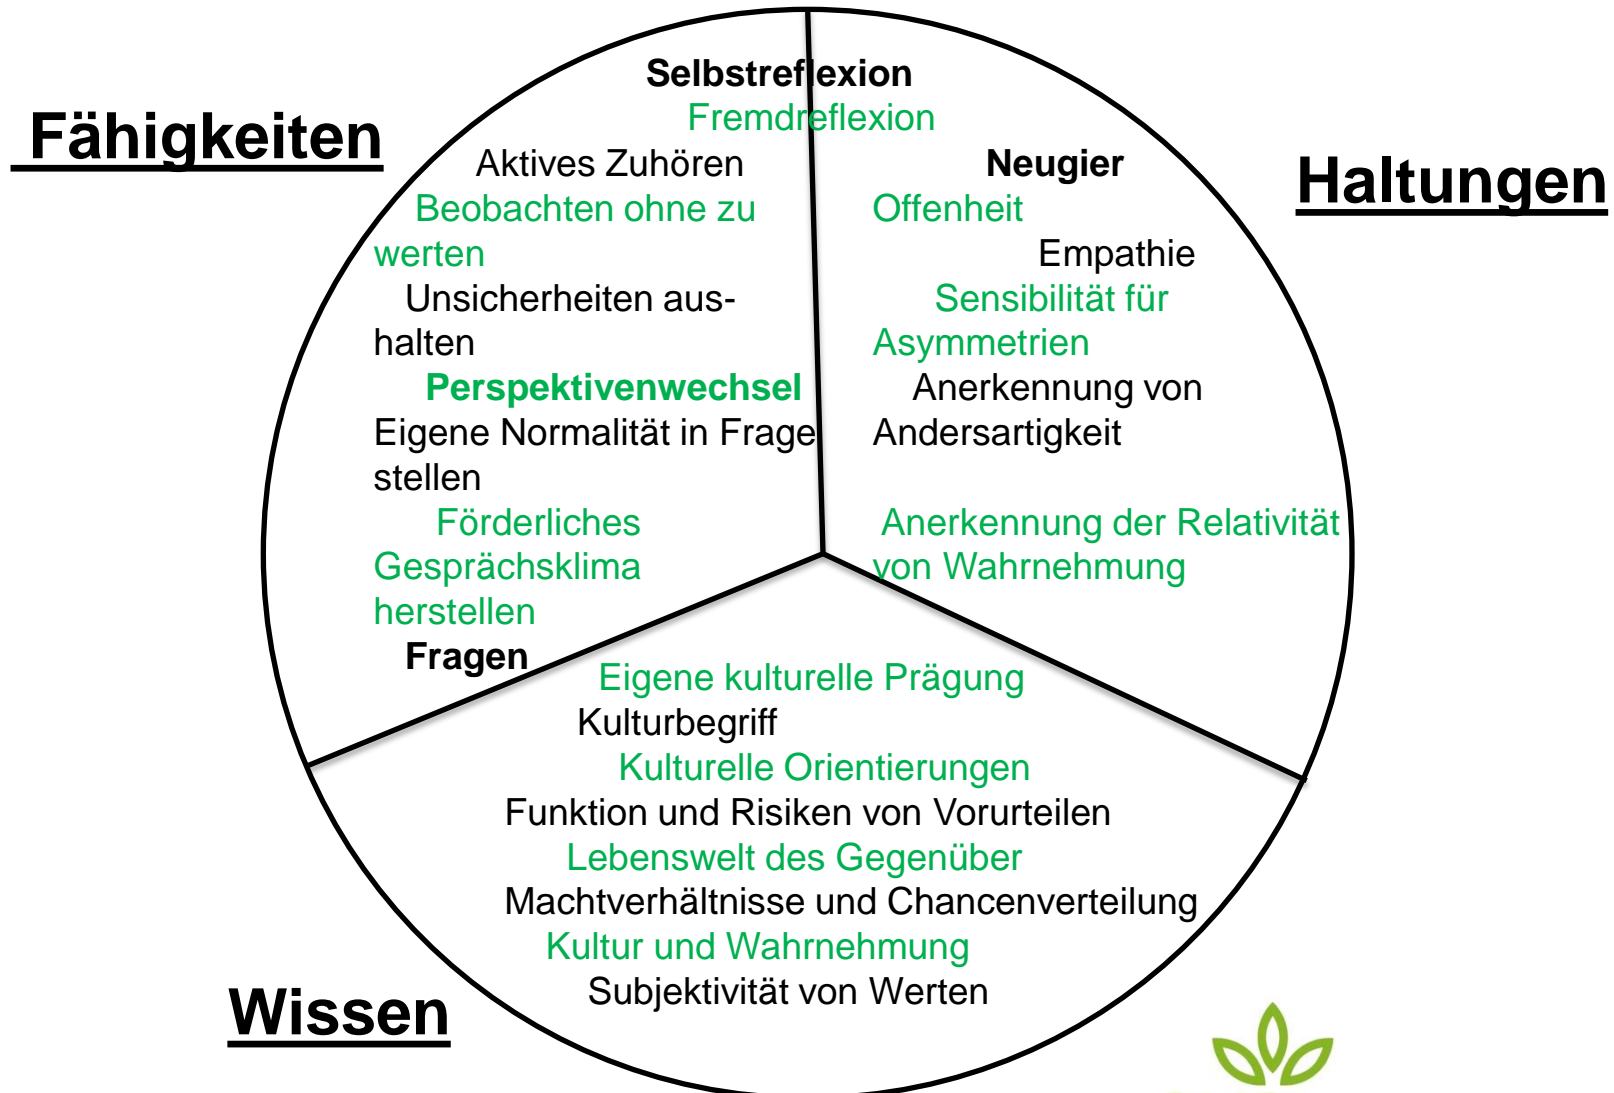 Fähigkeiten
Selbstreflexion
Fremdreflexion
Aktives Zuhören
Beobachten ohne zu
werten
Unsicherheiten aus-
halten
Perspektivenwechsel
Eigene Normalität in Frage
stellen
Förderliches
Gesprächsklima
herstellen
Fragen
Haltungen
Neugier
Offenheit
Empathie
Sensibilität für
Asymmetrien
Anerkennung von
Andersartigkeit
Anerkennung der Relativität
von Wahrnehmung
Wissen
Eigene kulturelle Prägung
Kulturbegriff
Kulturelle Orientierungen
Funktion und Risiken von Vorurteilen
Lebenswelt des Gegenüber
Machtverhältnisse und Chancenverteilung
Kultur und Wahrnehmung
Subjektivität von Werten